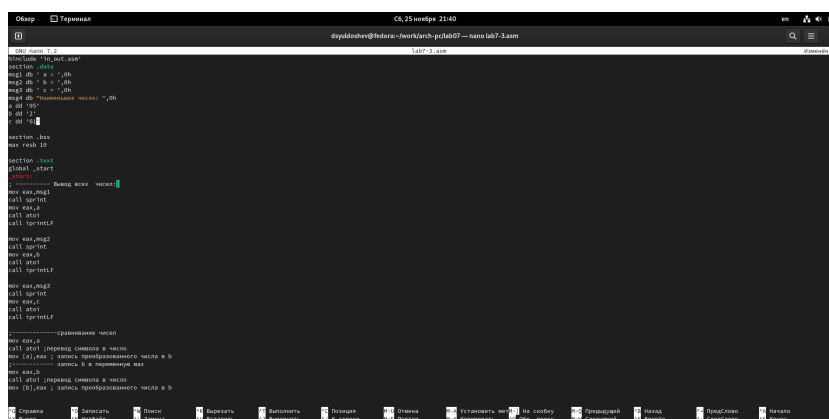 Обзор Терминал Сб, 25 ноября 21:40 en
dsyuldoshev@fedora:~/work/arch-pc/lab07 — nano lab7-3.asm
GNU nano 7.2 lab7-3.asm Изменён
%include 'in_out.asm'
section .data
msg1 db ' a = ',0h
msg2 db ' b = ',0h
msg3 db ' c = ',0h
msg4 db "Наименьшее число: ",0h
a dd '95'
b dd '2'
c dd '61'
section .bss
max resb 10
section .text
global _start
_start:
; ---------- Вывод всех чисел:
mov eax,msg1
call sprint
mov eax,a
call atoi
call iprintLF
mov eax,msg2
call sprint
mov eax,b
call atoi
call iprintLF
mov eax,msg3
call sprint
mov eax,c
call atoi
call iprintLF
;------------сравнивание чисел
mov eax,a
call atoi ;перевод символа в число
mov [a],eax ; запись преобразованного числа в b
;----------- запись b в переменную мах
mov eax,b
call atoi ;перевод символа в число
mov [b],eax ; запись преобразованного числа в b
^G Справка ^O Записать ^W Поиск ^K Вырезать ^T Выполнить ^C Позиция M-U Отмена M-A Установить мет M-] На скобку M-Q Предыдущий ^B Назад ^P ПредСлово ^A Начало